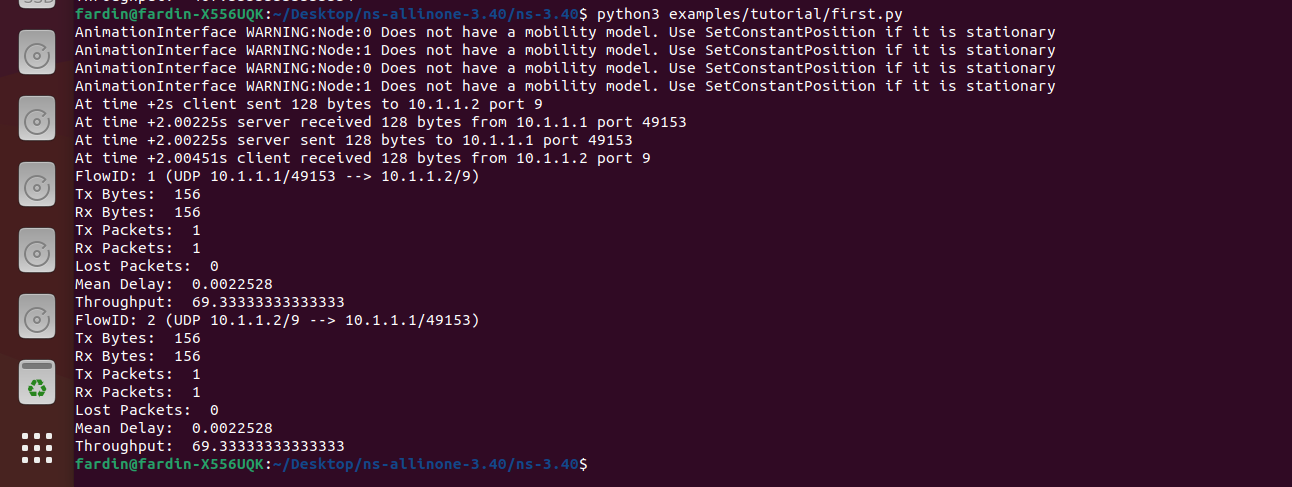 fardin@fardin-X556UQK:~/Desktop/ns-allinone-3.40/ns-3.40$ python3 examples/tutorial/first.py
AnimationInterface WARNING:Node:0 Does not have a mobility model. Use SetConstantPosition if it is stationary
AnimationInterface WARNING:Node:1 Does not have a mobility model. Use SetConstantPosition if it is stationary
AnimationInterface WARNING:Node:0 Does not have a mobility model. Use SetConstantPosition if it is stationary
AnimationInterface WARNING:Node:1 Does not have a mobility model. Use SetConstantPosition if it is stationary
At time +2s client sent 128 bytes to 10.1.1.2 port 9
At time +2.00225s server received 128 bytes from 10.1.1.1 port 49153
At time +2.00225s server sent 128 bytes to 10.1.1.1 port 49153
At time +2.00451s client received 128 bytes from 10.1.1.2 port 9
FlowID: 1 (UDP 10.1.1.1/49153 --> 10.1.1.2/9)
Tx Bytes:  156
Rx Bytes:  156
Tx Packets:  1
Rx Packets:  1
Lost Packets:  0
Mean Delay:  0.0022528
Throughput:  69.33333333333333
FlowID: 2 (UDP 10.1.1.2/9 --> 10.1.1.1/49153)
Tx Bytes:  156
Rx Bytes:  156
Tx Packets:  1
Rx Packets:  1
Lost Packets:  0
Mean Delay:  0.0022528
Throughput:  69.33333333333333
fardin@fardin-X556UQK:~/Desktop/ns-allinone-3.40/ns-3.40$